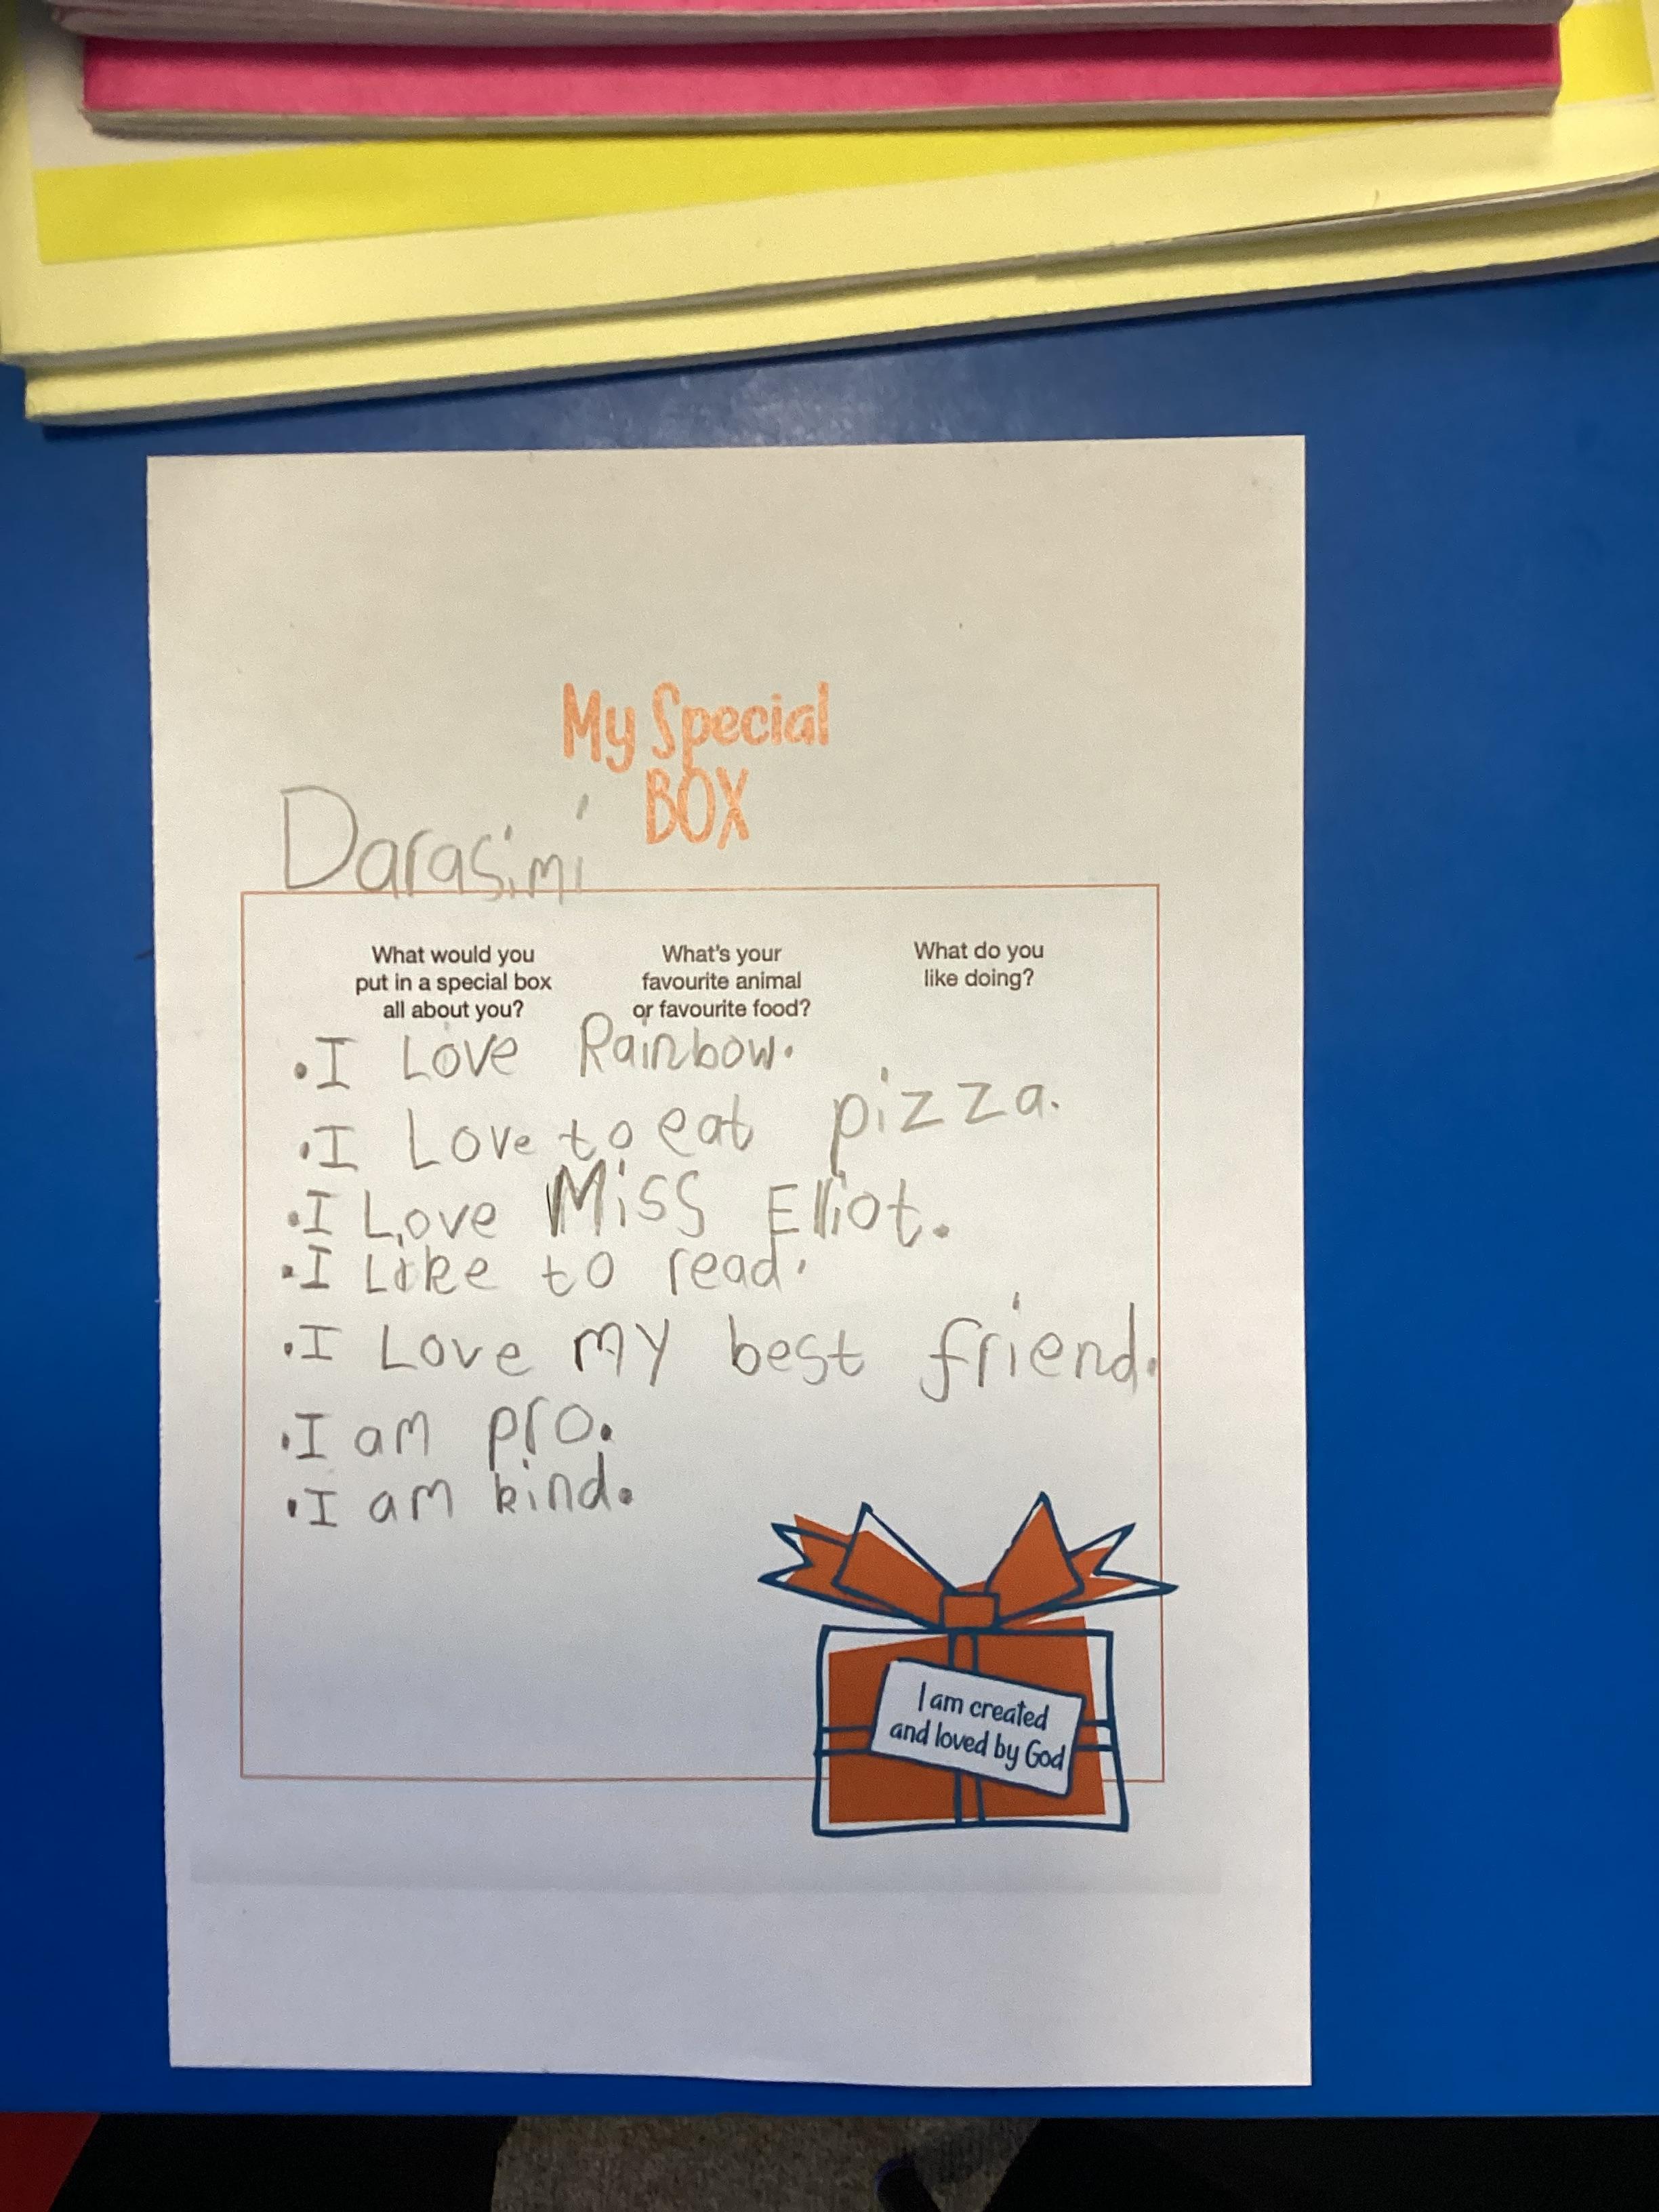 My Special
BOX
Darasimi
What would you
put in a special box
all about you?
What's your
favourite animal
or favourite food?
What do you
like doing?
• I Love Rainbow.
• I Love to eat pizza.
• I Love Miss Elliot.
• I Like to read.
• I Love my best friend.
• I am pro.
• I am kind.
I am created
and loved by God